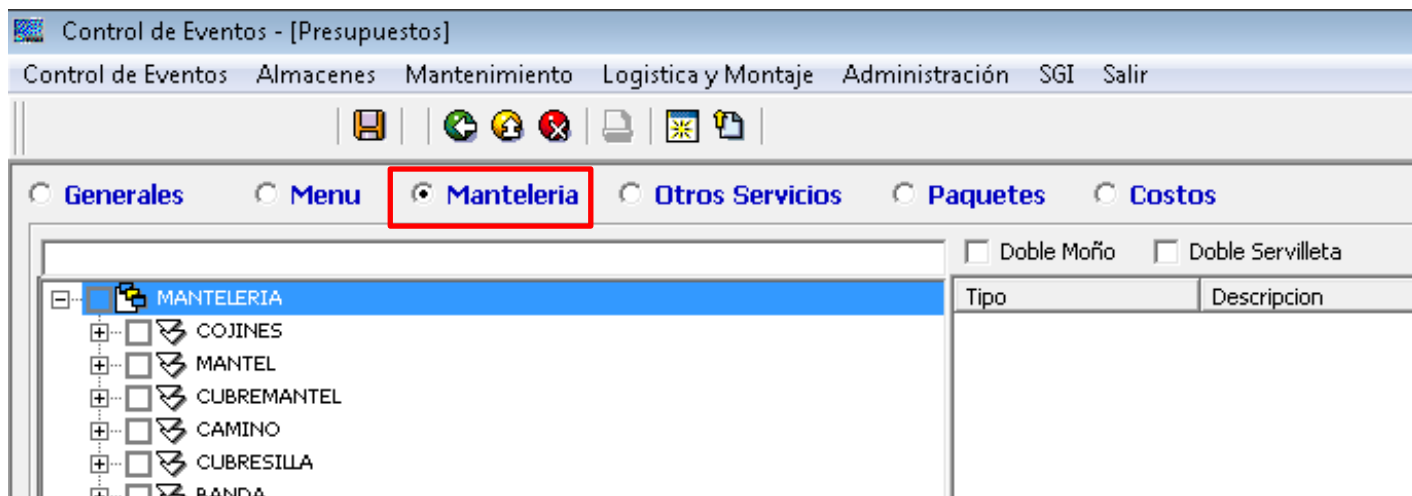 Control de Eventos - [Presupuestos]
Control de Eventos Almacenes Mantenimiento Logistica y Montaje Administración SGI Salir
Generales Menu Manteleria Otros Servicios Paquetes Costos
Doble Moño Doble Servilleta
MANTELERIA Tipo Descripcion
COJINES
MANTEL
CUBREMANTEL
CAMINO
CUBRESILLA
BANDA